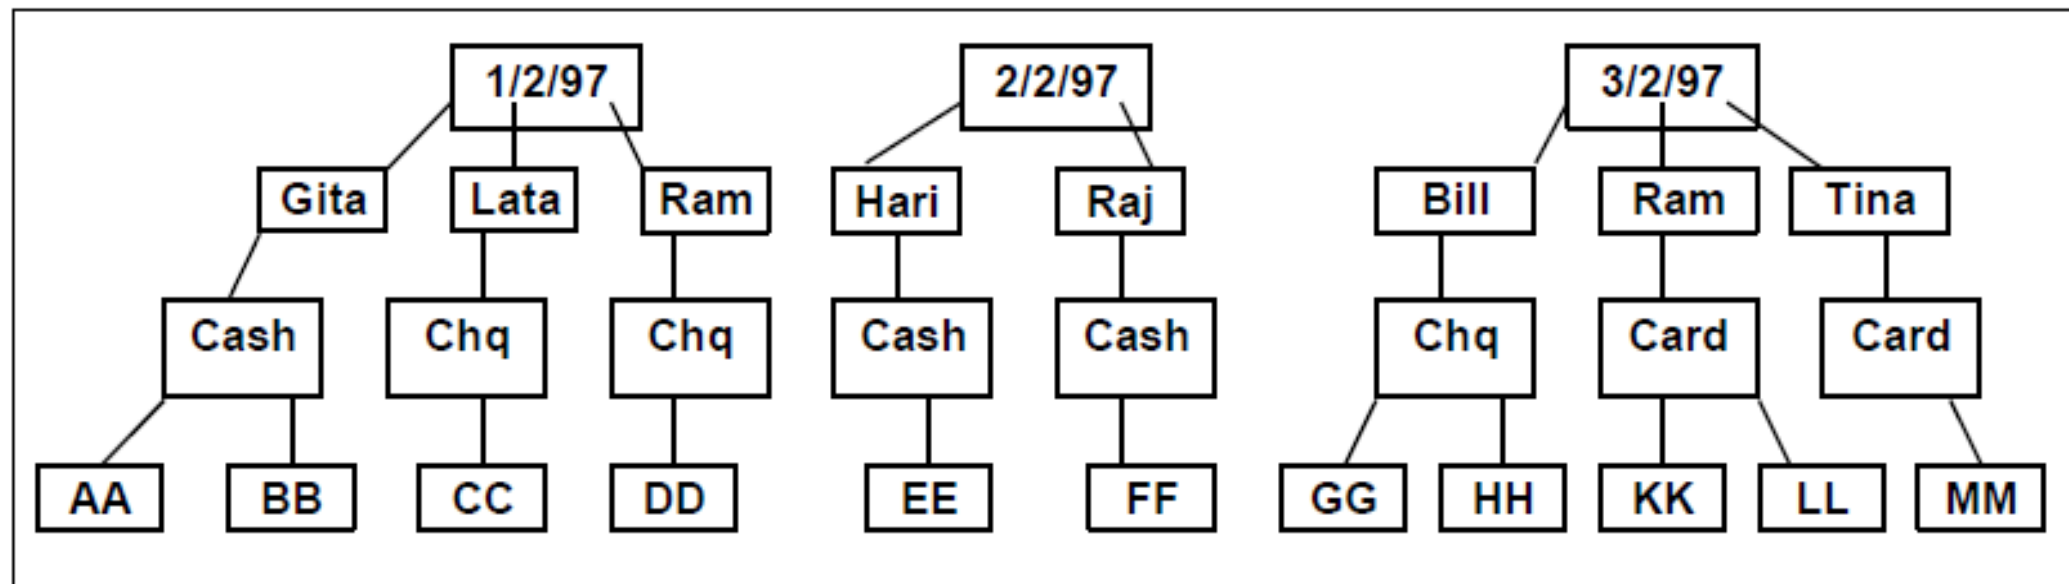 1/2/97 2/2/97 3/2/97
Gita Lata Ram Hari Raj Bill Ram Tina
Cash Chq Chq Cash Cash Chq Card Card
AA BB CC DD EE FF GG HH KK LL MM